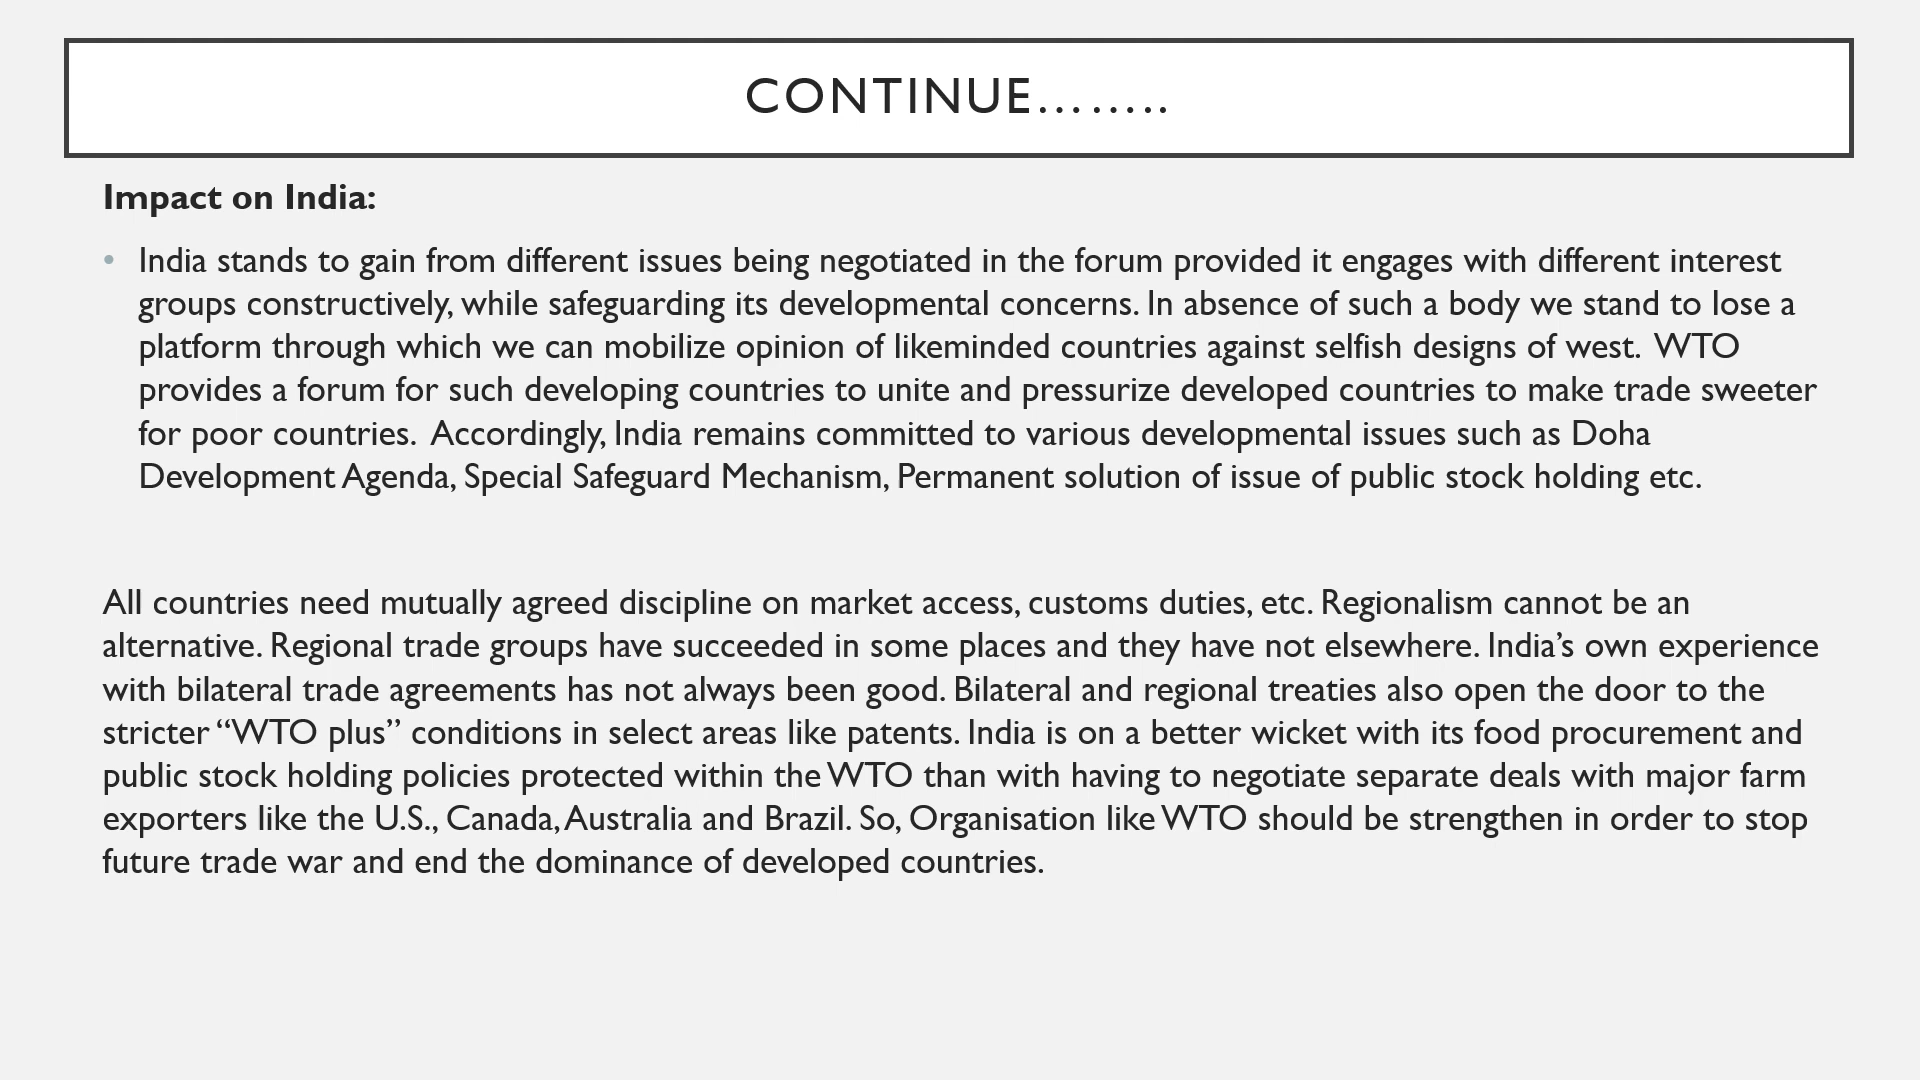 CONTINUE……..
Impact on India:
• India stands to gain from different issues being negotiated in the forum provided it engages with different interest
groups constructively, while safeguarding its developmental concerns. In absence of such a body we stand to lose a
platform through which we can mobilize opinion of likeminded countries against selfish designs of west.  WTO
provides a forum for such developing countries to unite and pressurize developed countries to make trade sweeter
for poor countries.  Accordingly, India remains committed to various developmental issues such as Doha
Development Agenda, Special Safeguard Mechanism, Permanent solution of issue of public stock holding etc.
All countries need mutually agreed discipline on market access, customs duties, etc. Regionalism cannot be an
alternative. Regional trade groups have succeeded in some places and they have not elsewhere. India’s own experience
with bilateral trade agreements has not always been good. Bilateral and regional treaties also open the door to the
stricter “WTO plus” conditions in select areas like patents. India is on a better wicket with its food procurement and
public stock holding policies protected within the WTO than with having to negotiate separate deals with major farm
exporters like the U.S., Canada, Australia and Brazil. So, Organisation like WTO should be strengthen in order to stop
future trade war and end the dominance of developed countries.